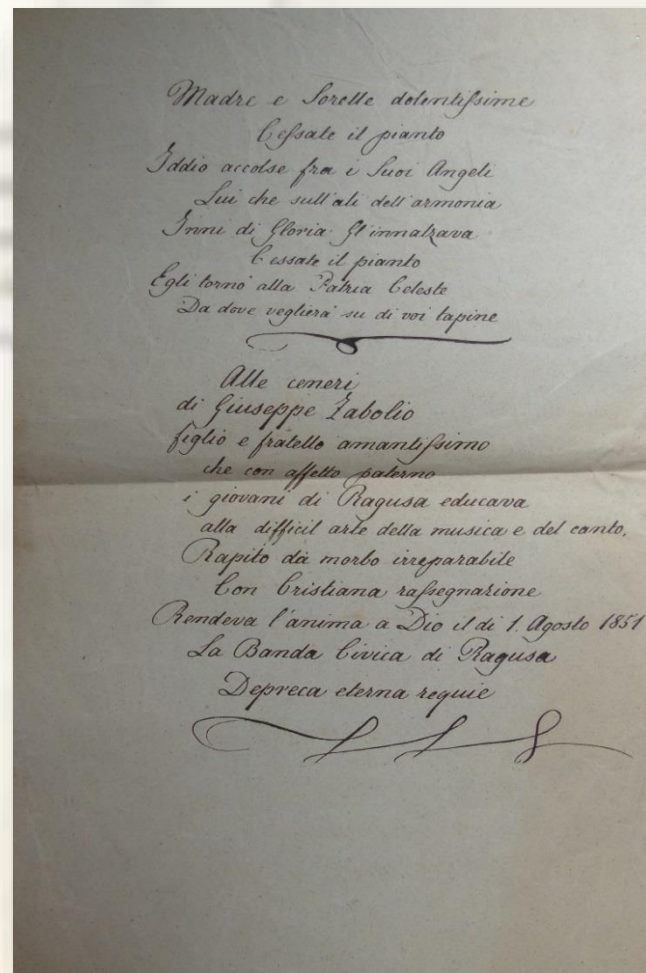 Madre e Sorelle dolentissime
Cessate il pianto
Iddio accolse fra i Suoi Angeli
Lui che sull'ali dell'armonia
Inni di Gloria Gl'innalzava
Cessate il pianto
Egli tornò alla Patria Celeste
Da dove veglierà su di voi tapine
Alle ceneri
di Giuseppe Zabolio
figlio e fratello amantissimo
che con affetto paterno
i giovani di Ragusa educava
alla difficil arte della musica e del canto.
Rapito da morbo irreparabile
Con Cristiana rassegnazione
Rendeva l'anima a Dio il di 1. Agosto 1851
La Banda Civica di Ragusa
Depreca eterna requie